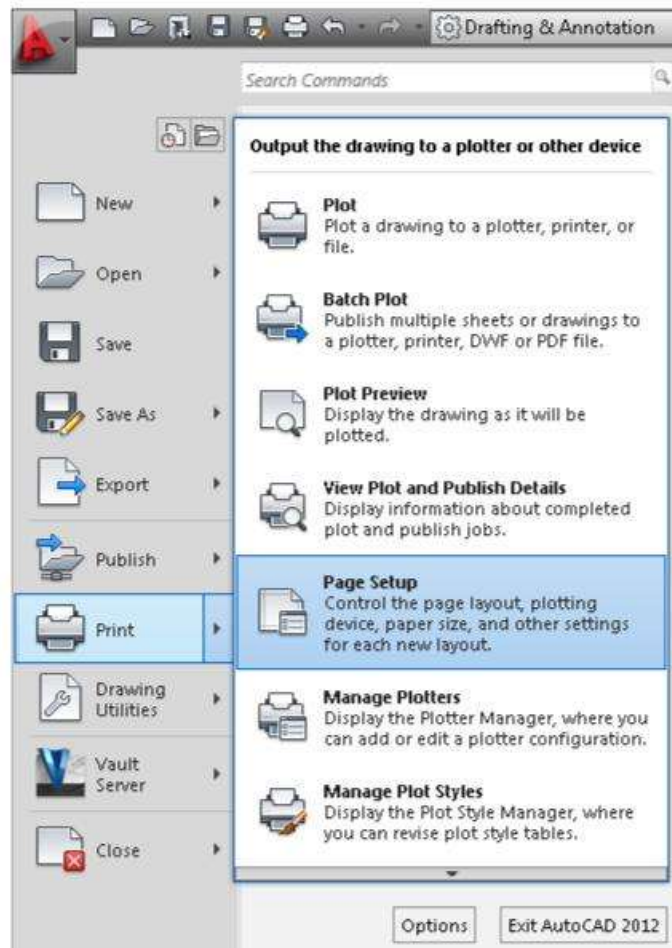 Drafting & Annotation
Search Commands
Output the drawing to a plotter or other device
New
Open
Save
Save As
Export
Publish
Print
Drawing
Utilities
Vault
Server
Close
Plot
Plot a drawing to a plotter, printer, or
file.
Batch Plot
Publish multiple sheets or drawings to
a plotter, printer, DWF or PDF file.
Plot Preview
Display the drawing as it will be
plotted.
View Plot and Publish Details
Display information about completed
plot and publish jobs.
Page Setup
Control the page layout, plotting
device, paper size, and other settings
for each new layout.
Manage Plotters
Display the Plotter Manager, where you
can add or edit a plotter configuration.
Manage Plot Styles
Display the Plot Style Manager, where
you can revise plot style tables.
Options
Exit AutoCAD 2012